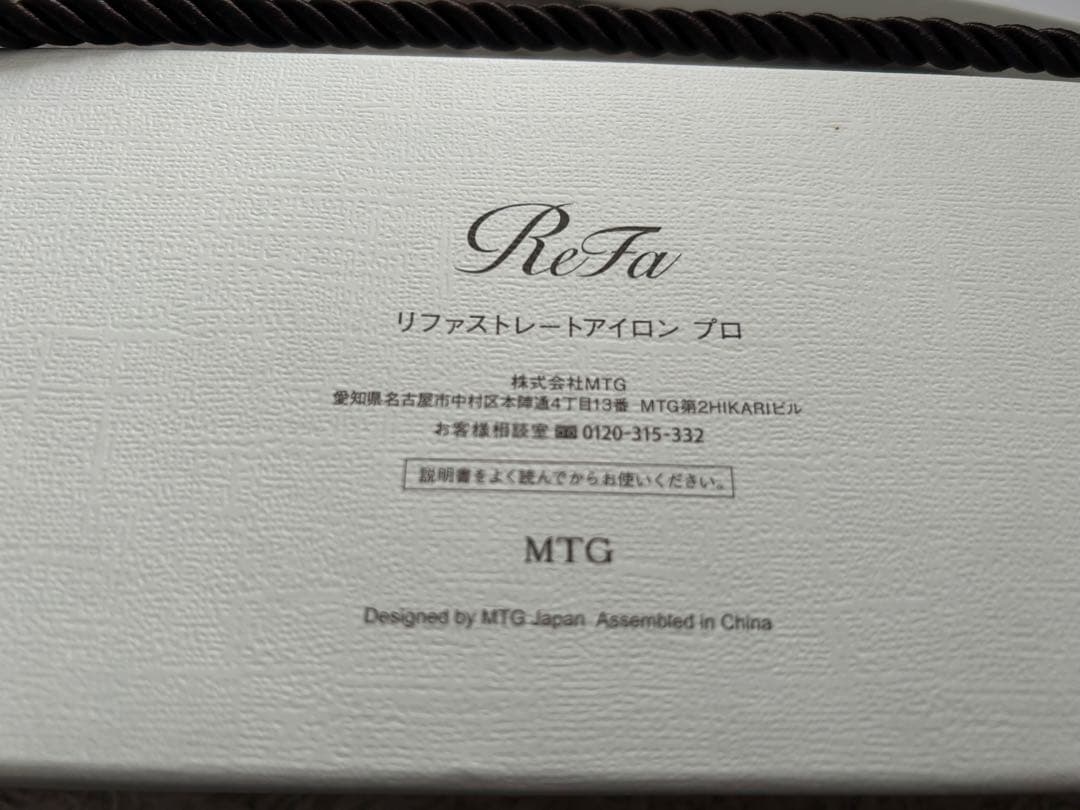 ReFa
リファストレートアイロン プロ
株式会社MTG
愛知県名古屋市中村区本陣通4丁目13番 MTG第2HIKARIビル
お客様相談室 0120-315-332
説明書をよく読んでからお使いください。
MTG
Designed by MTG Japan Assembled in China